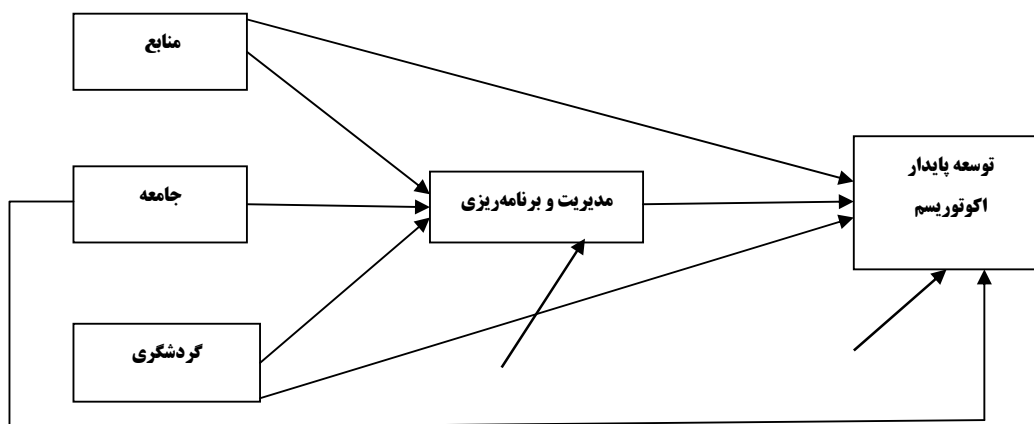 منابع
جامعه
گردشگری
مدیریت و برنامه‌ریزی
توسعه پایدار
اکوتوریسم